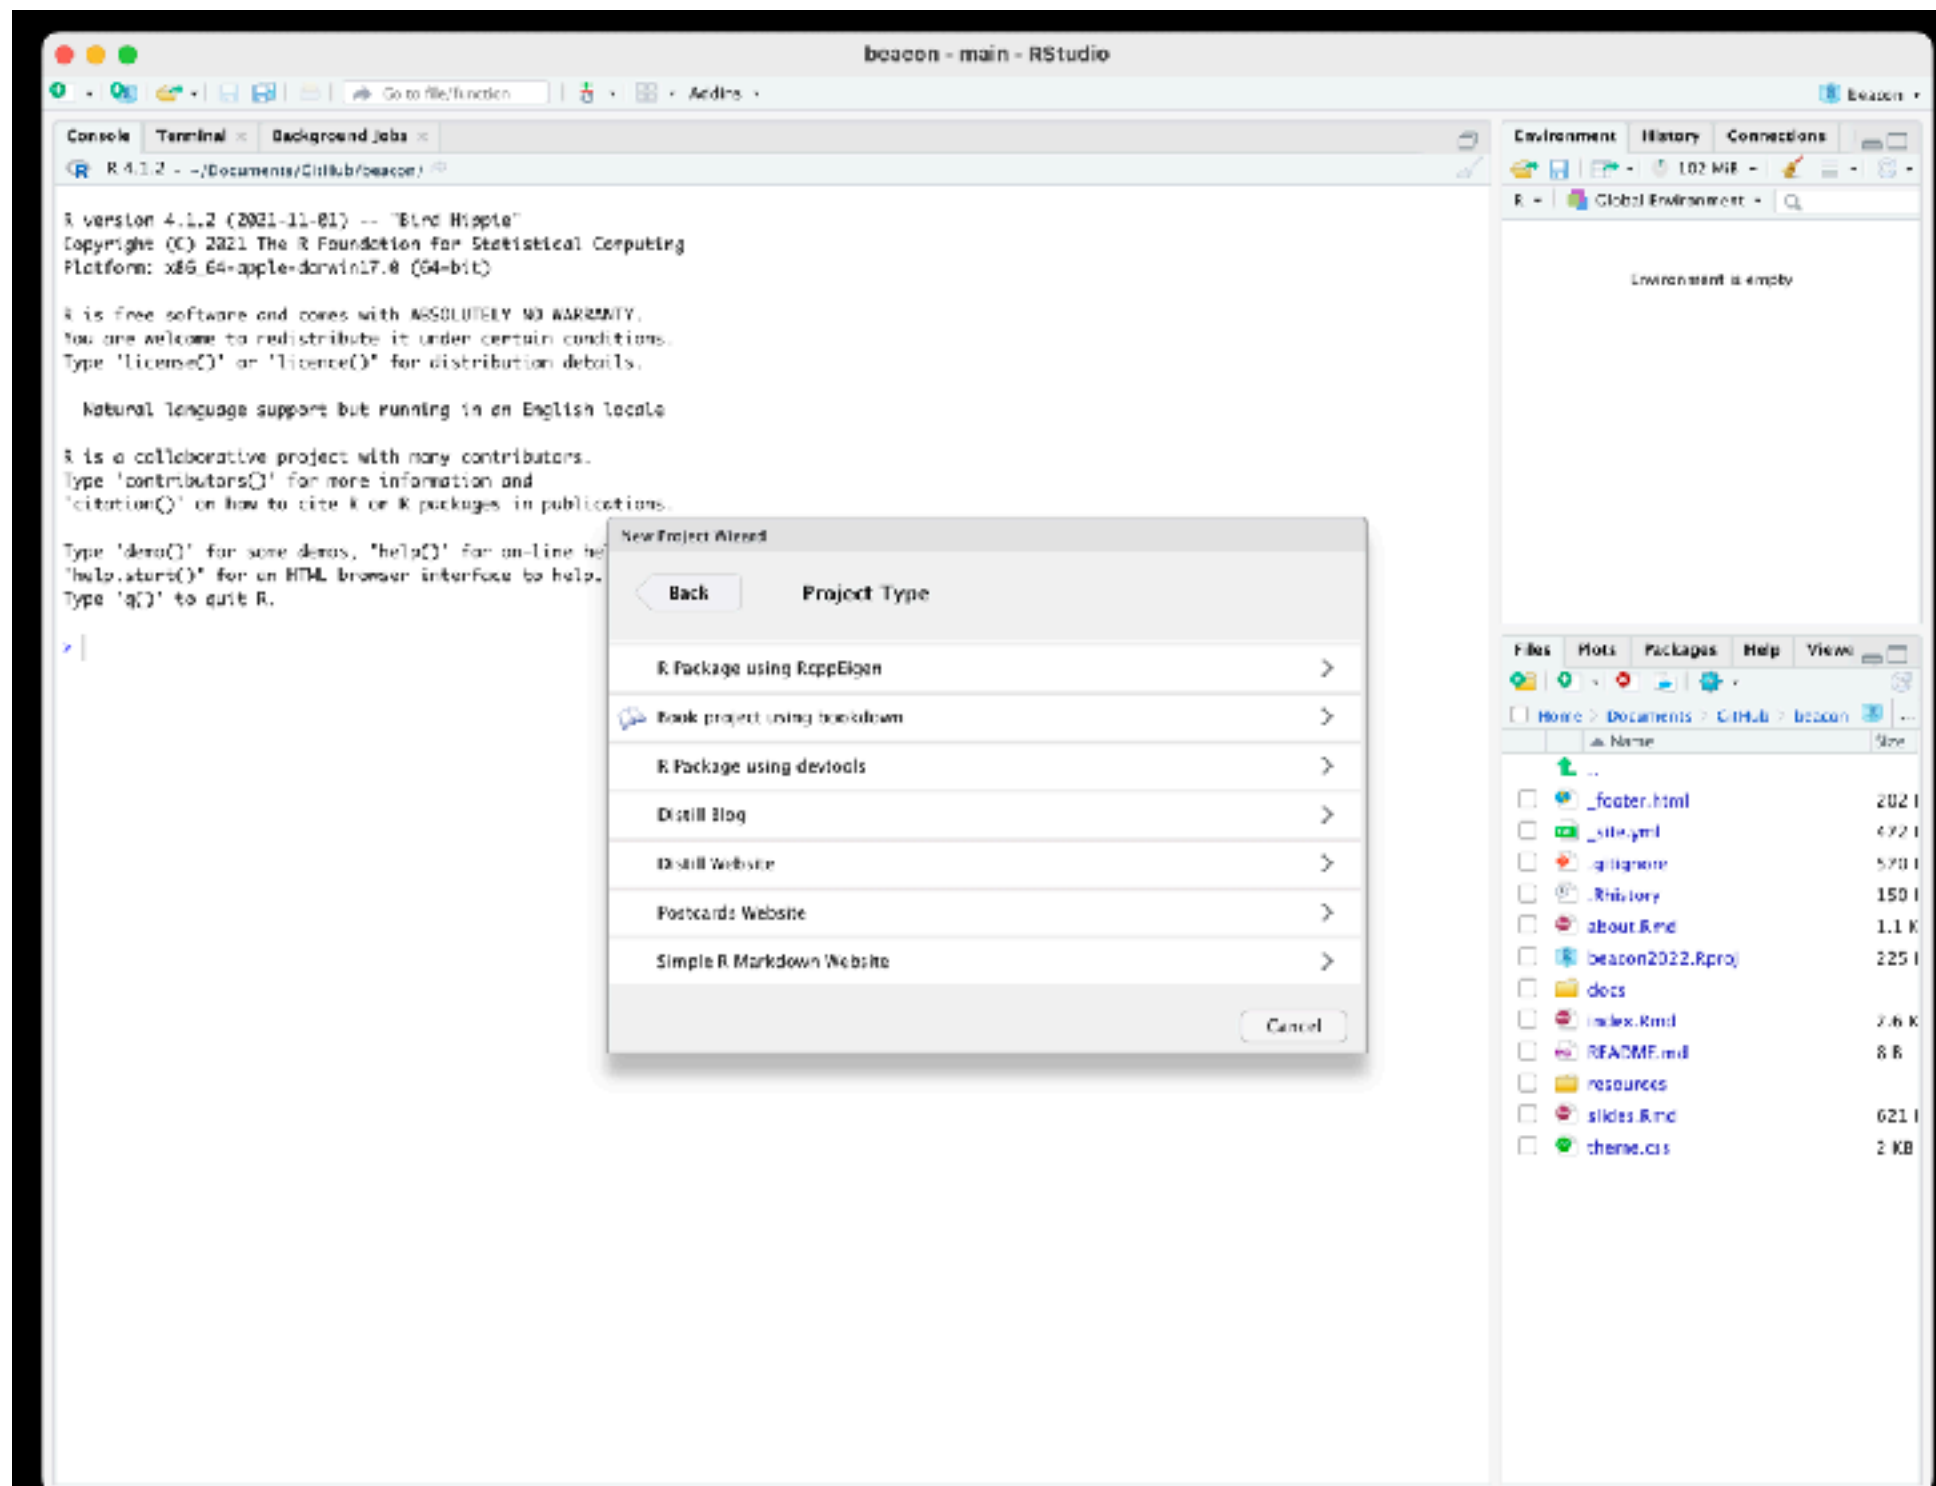 beacon - main - RStudio
Go to file/function
Addins
Beacon
Console Terminal Background Jobs
R 4.1.2 - ~/Documents/GitHub/beacon/
R version 4.1.2 (2021-11-01) -- "Bird Hippie"
Copyright (C) 2021 The R Foundation for Statistical Computing
Platform: x86_64-apple-darwin17.0 (64-bit)
R is free software and comes with ABSOLUTELY NO WARRANTY.
You are welcome to redistribute it under certain conditions.
Type 'license()' or 'licence()' for distribution details.
Natural language support but running in an English locale
R is a collaborative project with many contributors.
Type 'contributors()' for more information and
'citation()' on how to cite R or R packages in publications.
Type 'demo()' for some demos, 'help()' for on-line he
'help.start()' for an HTML browser interface to help.
Type 'q()' to quit R.
>
New Project Wizard
Back
Project Type
R Package using RcppEigen
Book project using bookdown
R Package using devtools
Distill Blog
Distill Website
Postcards Website
Simple R Markdown Website
Cancel
Environment History Connections
102 MiB
R Global Environment
Environment is empty
Files Plots Packages Help Viewe
Home > Documents > GitHub > beacon ...
Name Size
..
_footer.html 202
_site.yml 472
.gitignore 570
.Rhistory 150
about.Rmd 1.1 K
beacon2022.Rproj 225
docs
index.Rmd K
README.md 8 B
resources
slides.Rmd 621
theme.css 2 KB